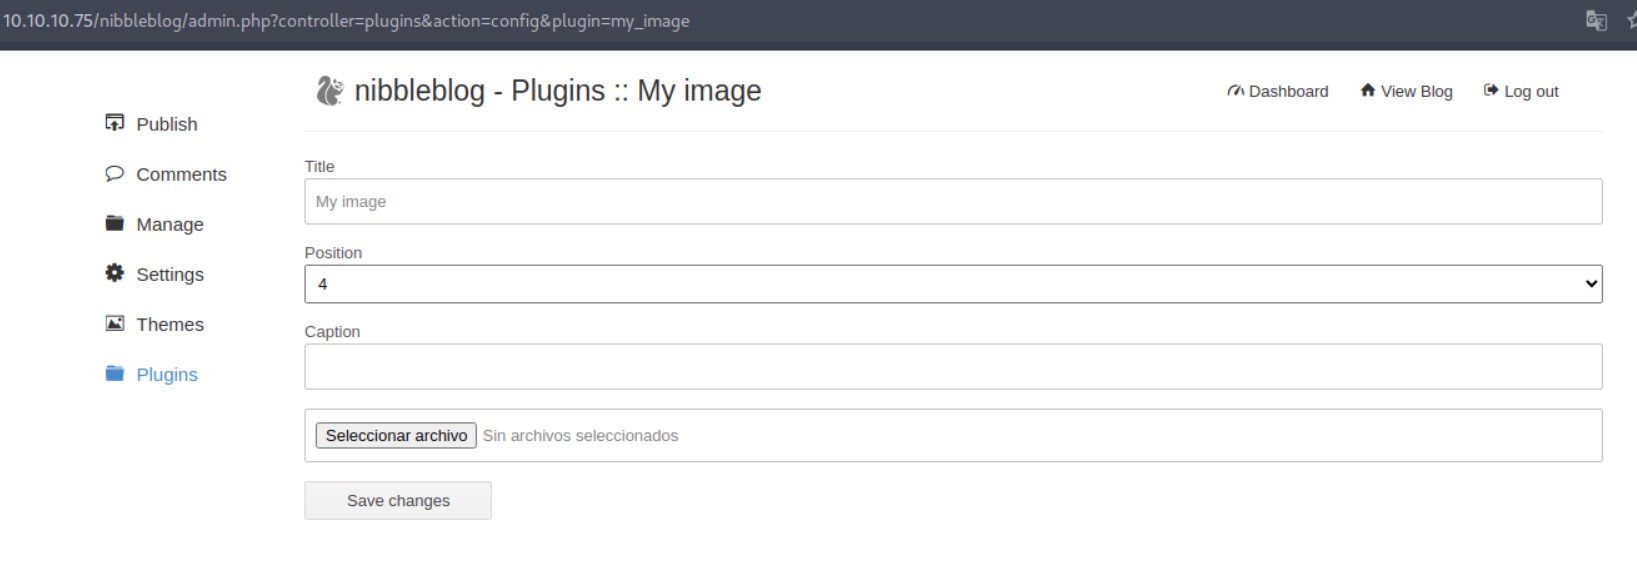 10.10.10.75/nibbleblog/admin.php?controller=plugins&action=config&plugin=my_image
nibbleblog - Plugins :: My image
Dashboard
View Blog
Log out
Publish
Comments
Manage
Settings
Themes
Plugins
Title
My image
Position
4
Caption
Seleccionar archivo Sin archivos seleccionados
Save changes